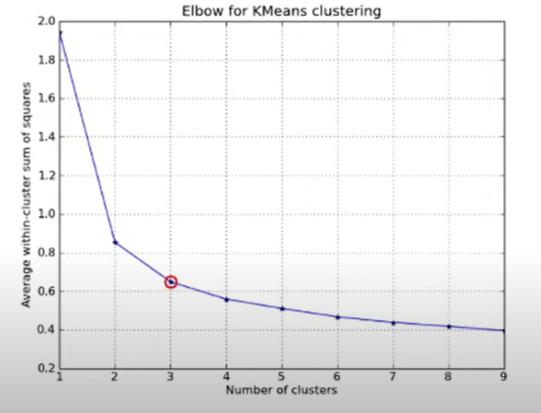 Elbow for KMeans clustering
Average within-cluster sum of squares
2.0
1.8
1.6
1.4
1.2
1.0
0.8
0.6
0.4
0.2
1 2 3 4 5 6 7 8 9
Number of clusters